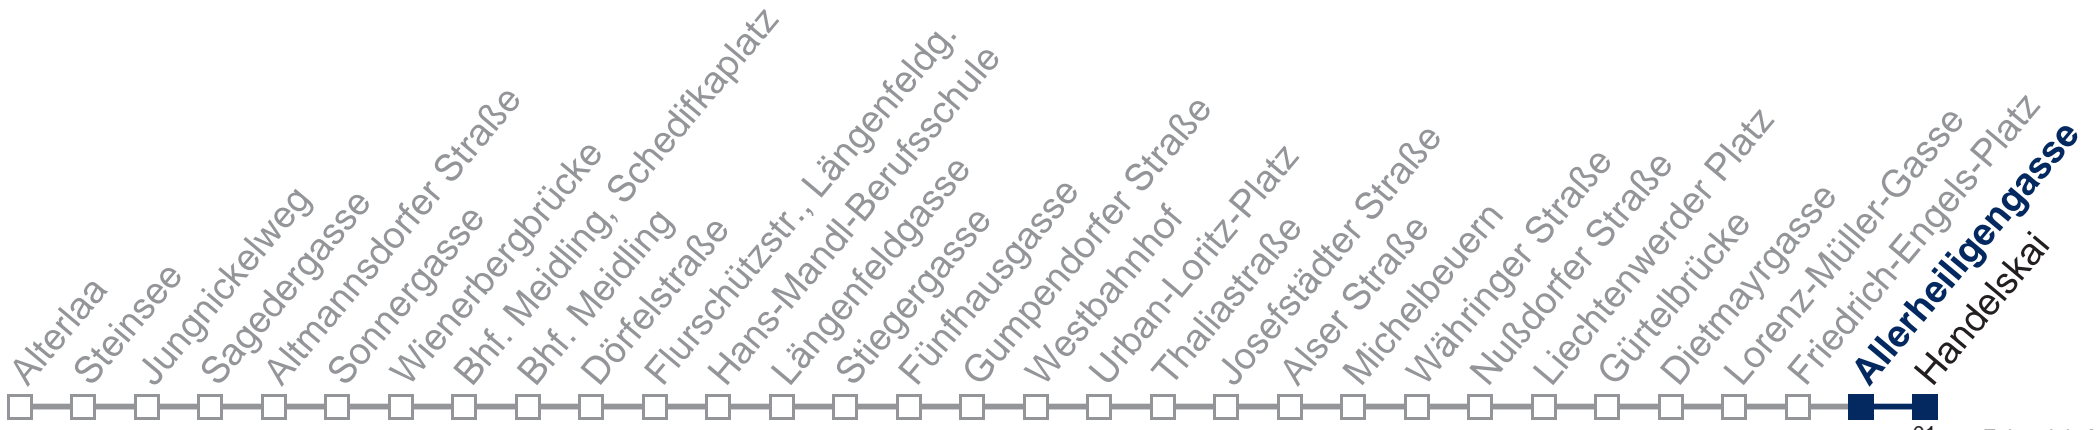 Alterlaa
Steinsee
Jungnickelweg
Sagedergasse
Altmannsdorfer Straße
Sonnergasse
Wienerbergbrücke
Bhf. Meidling, Schedifkaplatz
Bhf. Meidling
Dörfelstraße
Flurschützstr., Längenfeldg.
Hans-Mandl-Berufsschule
Längenfeldgasse
Stiegergasse
Fünfhausgasse
Gumpendorfer Straße
Westbahnhof
Urban-Loritz-Platz
Thaliastraße
Josefstädter Straße
Alser Straße
Michelbeuern
Währinger Straße
Nußdorfer Straße
Liechtenwerder Platz
Gürtelbrücke
Dietmayrgasse
Lorenz-Müller-Gasse
Friedrich-Engels-Platz
Allerheiligengasse
Handelskai